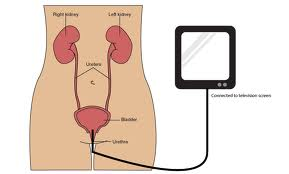 Right kidney
Left kidney
Ureters
Bladder
Urethra
Connected to television screen